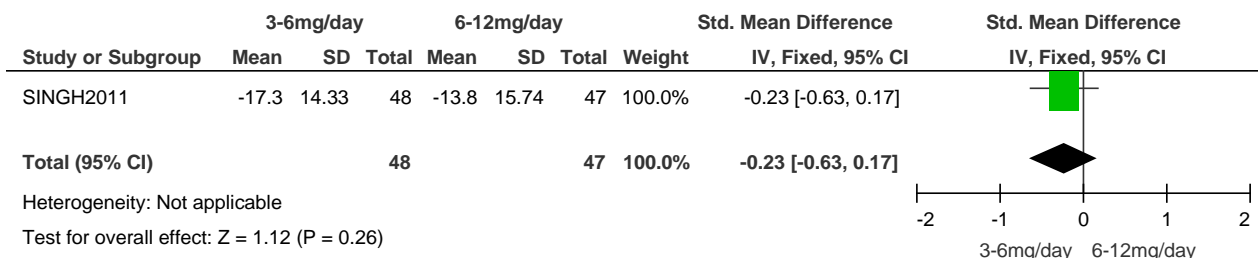 3-6mg/day 6-12mg/day Std. Mean Difference Std. Mean Difference
Study or Subgroup Mean SD Total Mean SD Total Weight IV, Fixed, 95% CI IV, Fixed, 95% CI
SINGH2011 -17.3 14.33 48 -13.8 15.74 47 100.0% -0.23 [-0.63, 0.17]
Total (95% CI) 48 47 100.0% -0.23 [-0.63, 0.17]
Heterogeneity: Not applicable
Test for overall effect: Z = 1.12 (P = 0.26)
-2 -1 0 1 2
3-6mg/day 6-12mg/day